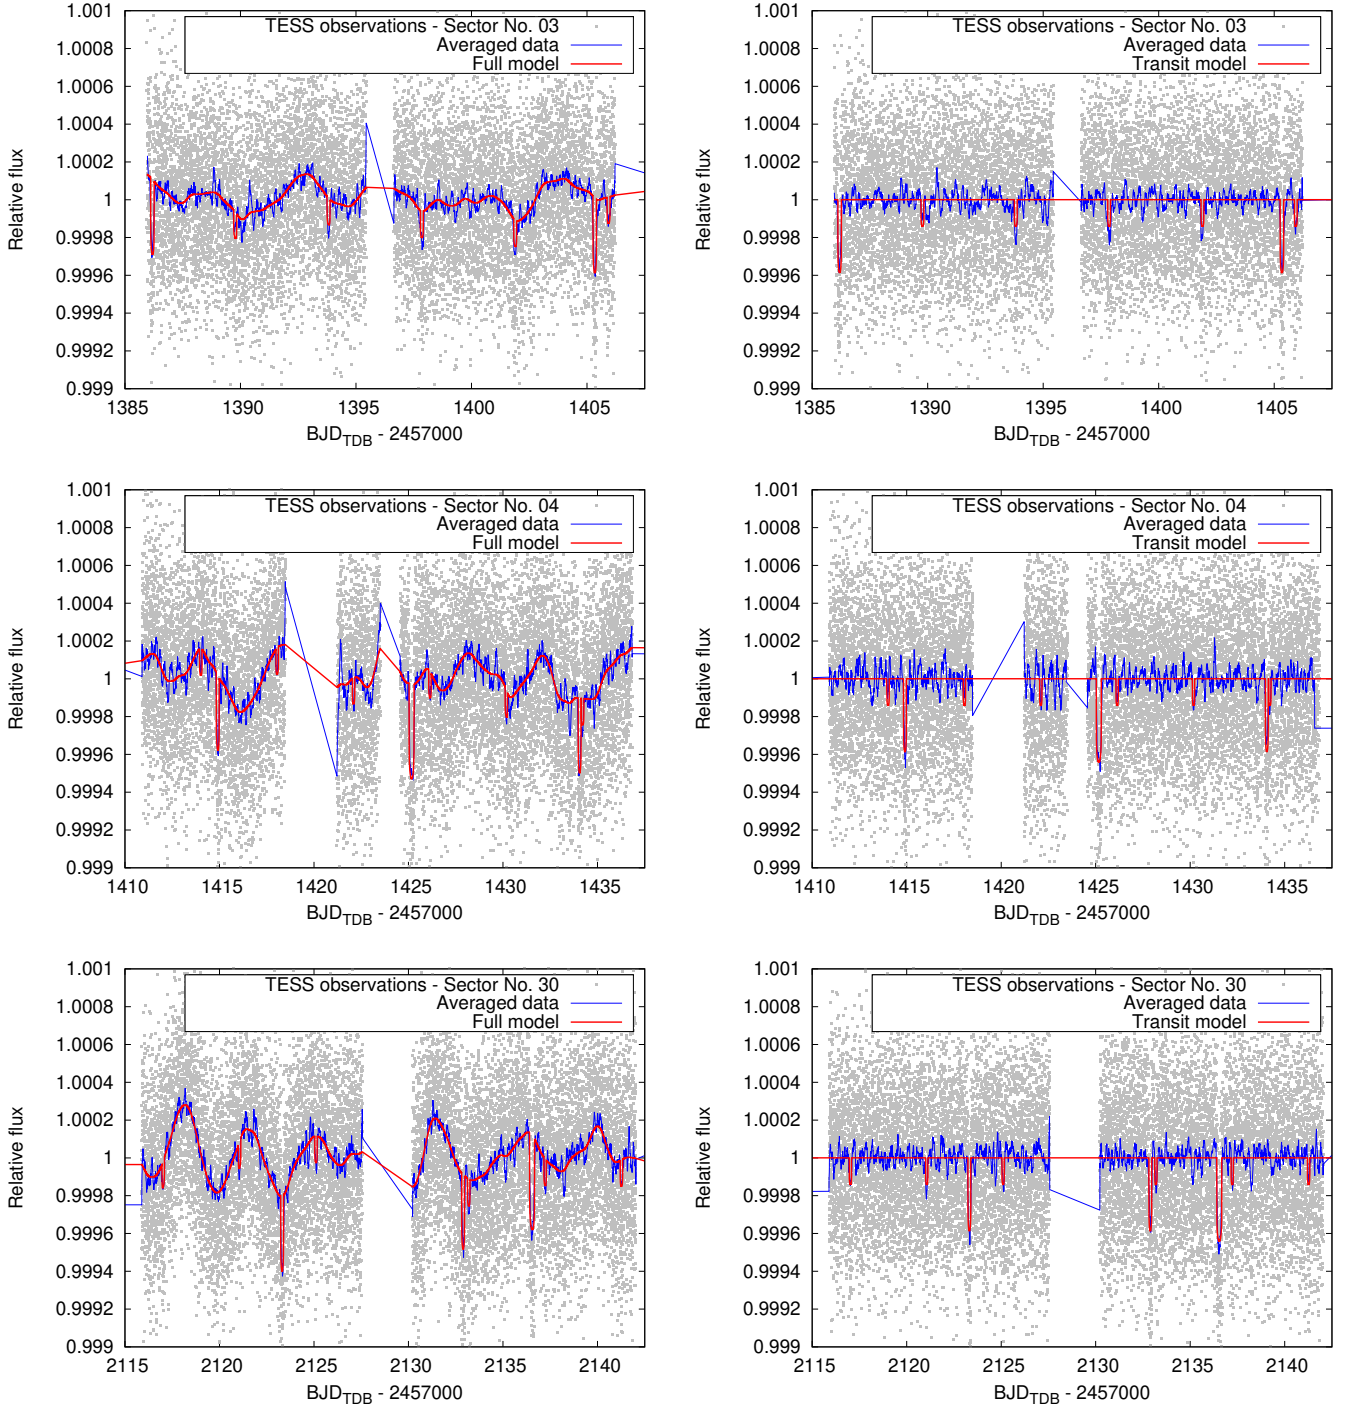 1.001
1.0008
1.0006
1.0004
1.0002
1
0.9998
0.9996
0.9994
0.9992
0.999
Relative flux
TESS observations - Sector No. 03
Averaged data
Full model
1385 1390 1395 1400 1405
BJD_TDB - 2457000
1.001
1.0008
1.0006
1.0004
1.0002
1
0.9998
0.9996
0.9994
0.9992
0.999
Relative flux
TESS observations - Sector No. 03
Averaged data
Transit model
1385 1390 1395 1400 1405
BJD_TDB - 2457000
1.001
1.0008
1.0006
1.0004
1.0002
1
0.9998
0.9996
0.9994
0.9992
0.999
Relative flux
TESS observations - Sector No. 04
Averaged data
Full model
1410 1415 1420 1425 1430 1435
BJD_TDB - 2457000
1.001
1.0008
1.0006
1.0004
1.0002
1
0.9998
0.9996
0.9994
0.9992
0.999
Relative flux
TESS observations - Sector No. 04
Averaged data
Transit model
1410 1415 1420 1425 1430 1435
BJD_TDB - 2457000
1.001
1.0008
1.0006
1.0004
1.0002
1
0.9998
0.9996
0.9994
0.9992
0.999
Relative flux
TESS observations - Sector No. 30
Averaged data
Full model
2115 2120 2125 2130 2135 2140
BJD_TDB - 2457000
1.001
1.0008
1.0006
1.0004
1.0002
1
0.9998
0.9996
0.9994
0.9992
0.999
Relative flux
TESS observations - Sector No. 30
Averaged data
Transit model
2115 2120 2125 2130 2135 2140
BJD_TDB - 2457000